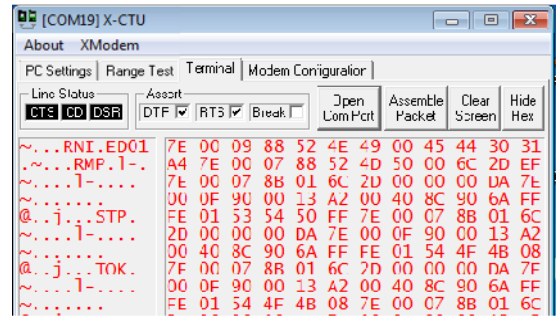 [COM19] X-CTU
About XModem
PC Settings Range Test Terminal Modem Configuration
Line Status Assert
CTS CD DSR DTR RTS Break Open Com Port Assemble Packet Clear Screen Hide Hex
~...RNI.ED01 7E 00 09 88 52 4E 49 00 45 44 30 31
.~...RMP.l-. A4 7E 00 07 88 52 4D 50 00 6C 2D EF
~....l-.... 7E 00 07 8B 01 6C 2D 00 00 00 DA 7E
~....... 00 0F 90 00 13 A2 00 40 8C 90 6A FF
@..j...STP. FE 01 53 54 50 FF 7E 00 07 8B 01 6C
~....l-.... 2D 00 00 00 DA 7E 00 0F 90 00 13 A2
~....... 00 40 8C 90 6A FF FE 01 54 4F 4B 08
@..j...TOK. 7E 00 07 8B 01 6C 2D 00 00 00 DA 7E
~....l-.... 00 0F 90 00 13 A2 00 40 8C 90 6A FF
~....... FE 01 54 4F 4B 08 7E 00 07 8B 01 6C